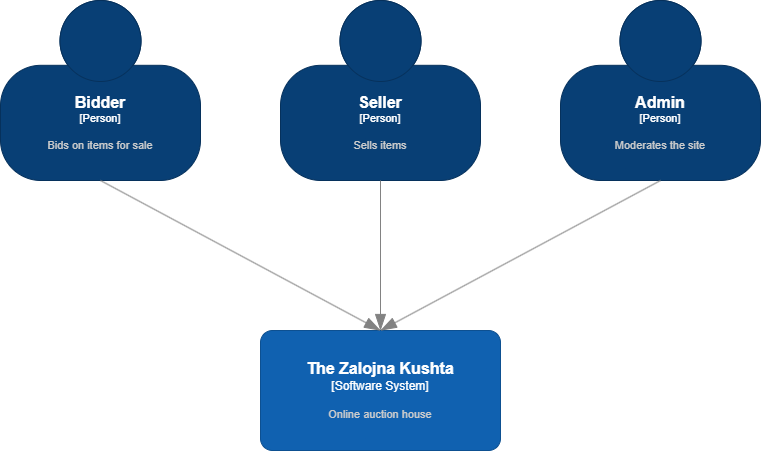 Bidder
[Person]
Bids on items for sale
Seller
[Person]
Sells items
Admin
[Person]
Moderates the site
The Zalojna Kushta
[Software System]
Online auction house